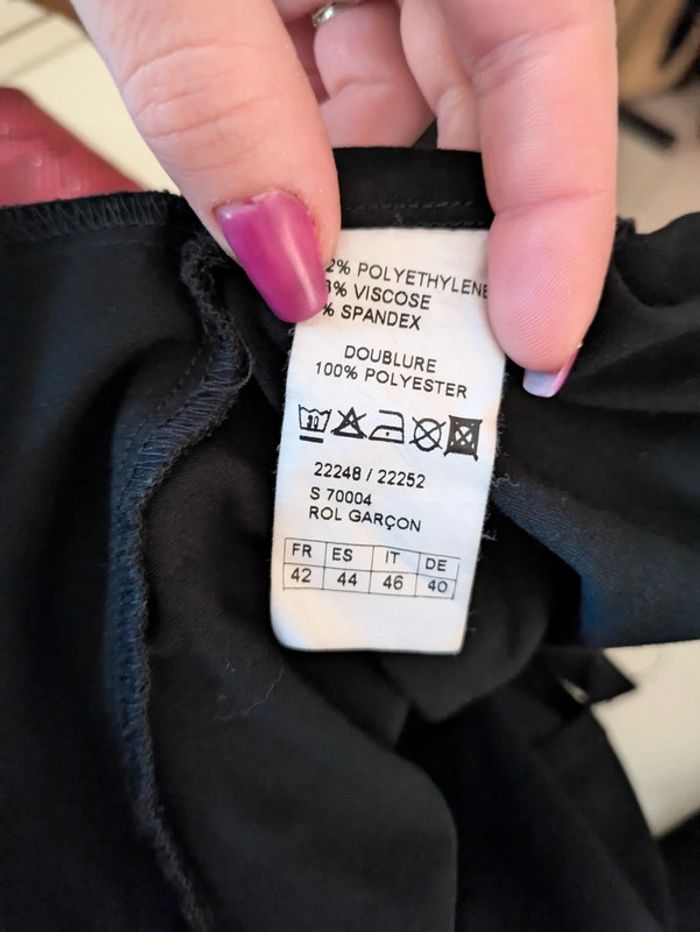 2% POLYETHYLENE
% VISCOSE
% SPANDEX
DOUBLURE
100% POLYESTER
30
22248 / 22252
S 70004
ROL GARÇON
FR ES IT DE
42 44 46 40